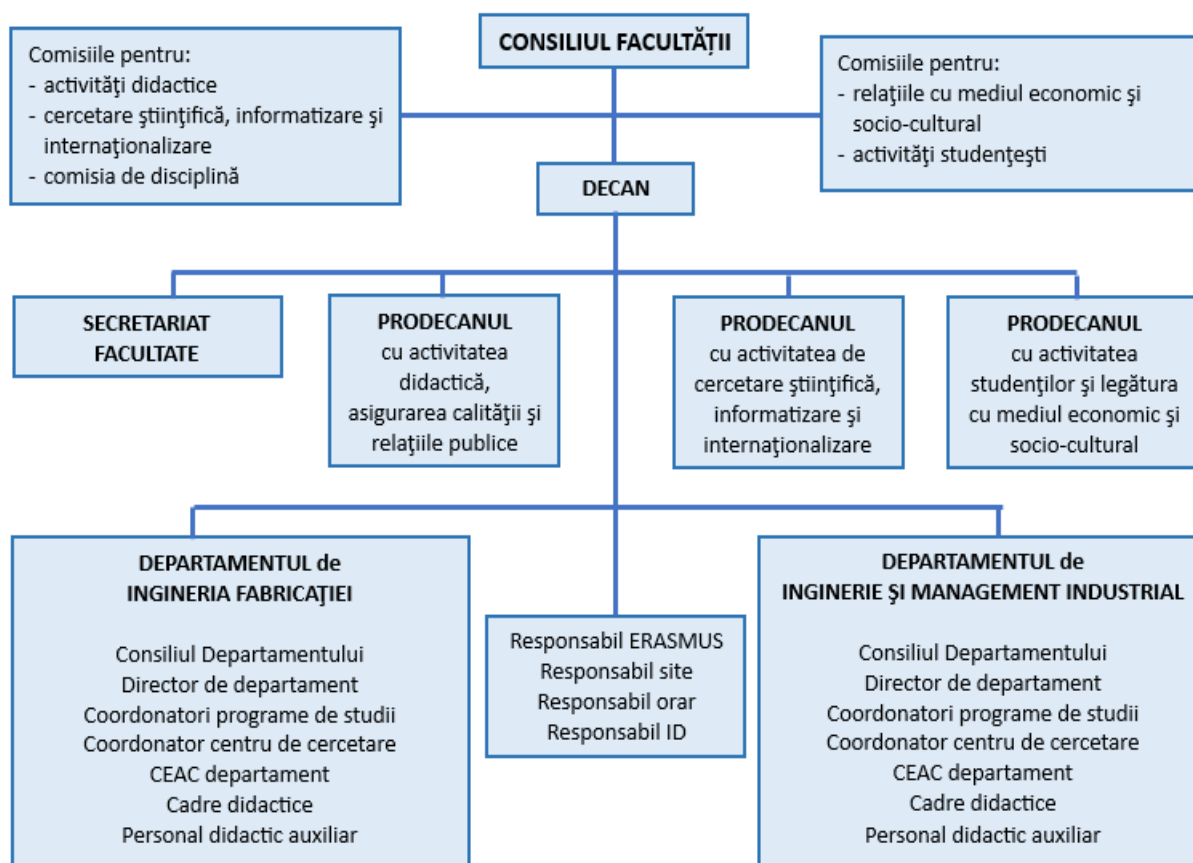 CONSILIUL FACULTĂȚII
Comisiile pentru:
- activităţi didactice
- cercetare ştiinţifică, informatizare şi
internaţionalizare
- comisia de disciplină
Comisiile pentru:
- relaţiile cu mediul economic şi
socio-cultural
- activităţi studenţeşti
DECAN
SECRETARIAT
FACULTATE
PRODECANUL
cu activitatea
didactică,
asigurarea calităţii şi
relaţiile publice
PRODECANUL
cu activitatea de
cercetare ştiinţifică,
informatizare şi
internaţionalizare
PRODECANUL
cu activitatea
studenţilor şi legătura
cu mediul economic şi
socio-cultural
DEPARTAMENTUL de
INGINERIA FABRICAŢIEI
Consiliul Departamentului
Director de departament
Coordonatori programe de studii
Coordonator centru de cercetare
CEAC departament
Cadre didactice
Personal didactic auxiliar
Responsabil ERASMUS
Responsabil site
Responsabil orar
Responsabil ID
DEPARTAMENTUL de
INGINERIE ŞI MANAGEMENT INDUSTRIAL
Consiliul Departamentului
Director de departament
Coordonatori programe de studii
Coordonator centru de cercetare
CEAC departament
Cadre didactice
Personal didactic auxiliar